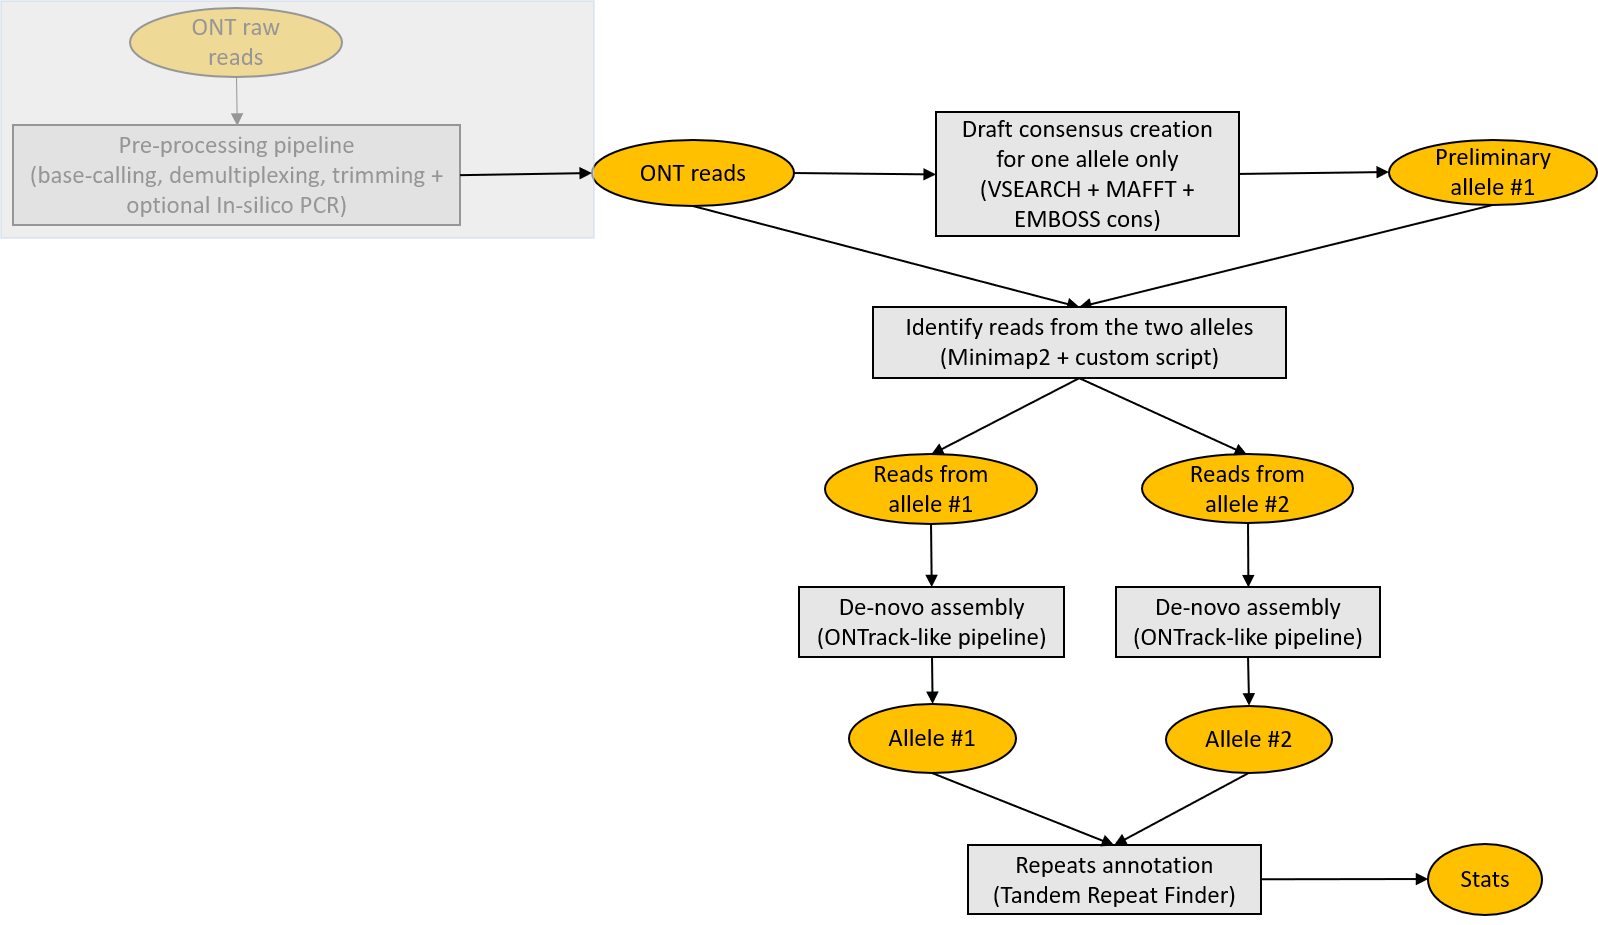 ONT raw
reads
Pre-processing pipeline
(base-calling, demultiplexing, trimming +
optional In-silico PCR)
ONT reads
Draft consensus creation
for one allele only
(VSEARCH + MAFFT +
EMBOSS cons)
Preliminary
allele #1
Identify reads from the two alleles
(Minimap2 + custom script)
Reads from
allele #1
Reads from
allele #2
De-novo assembly
(ONTrack-like pipeline)
De-novo assembly
(ONTrack-like pipeline)
Allele #1
Allele #2
Repeats annotation
(Tandem Repeat Finder)
Stats